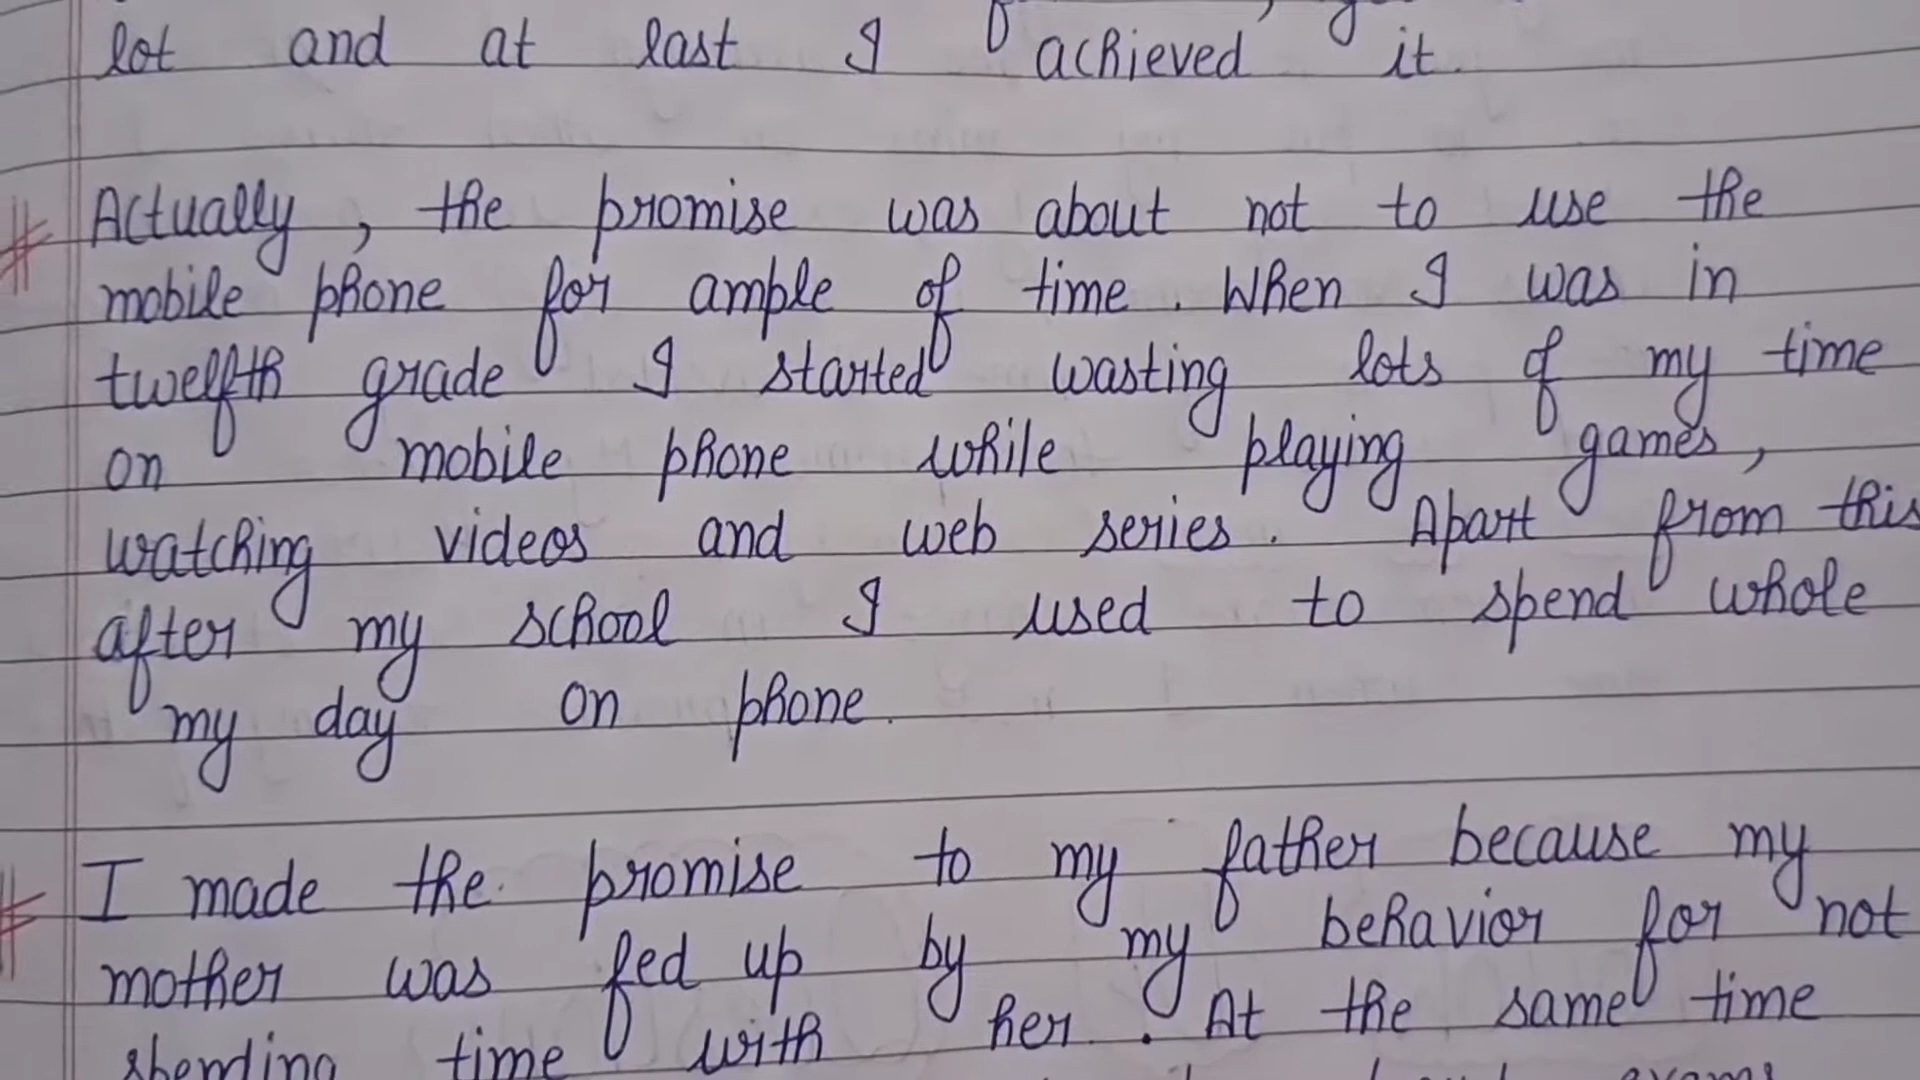 lot and at last I achieved it.
# Actually, the promise was about not to use the
mobile phone for ample of time. When I was in
twelfth grade I started wasting lots of my time
on mobile phone while playing games,
watching videos and web series. Apart from this
after my school I used to spend whole
my day on phone.
# I made the promise to my father because my
mother was fed up by my behavior for not
spending time with her. At the same time
exams